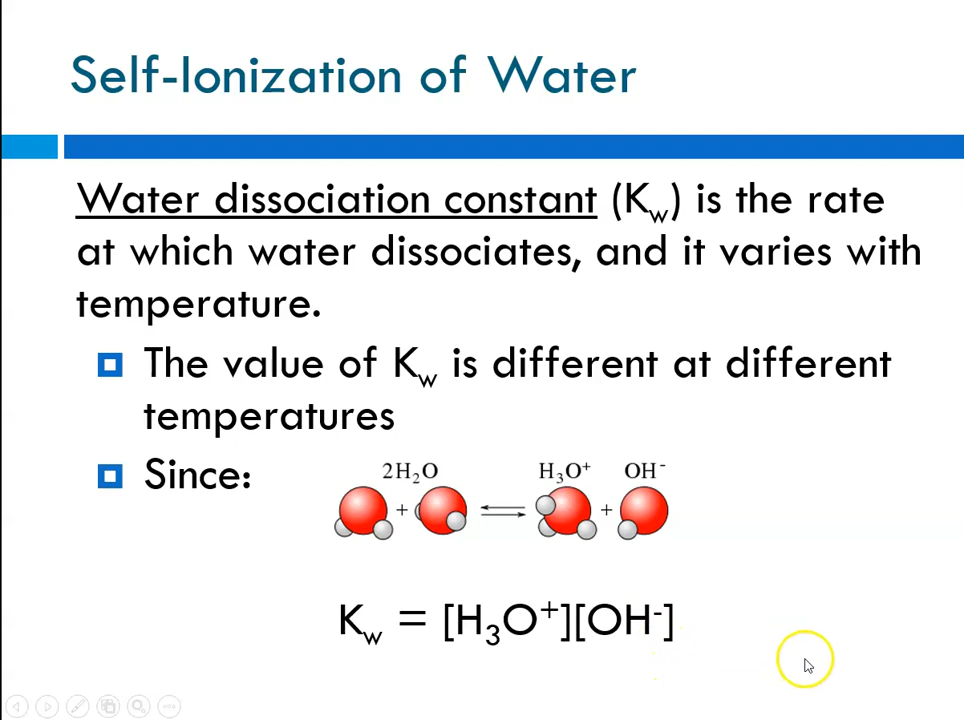 Self-Ionization of Water
Water dissociation constant (Kw) is the rate
at which water dissociates, and it varies with
temperature.
The value of Kw is different at different
temperatures
Since:
2H₂O H₃O⁺ OH⁻
+ ⇌ +
Kw = [H₃O⁺][OH⁻]